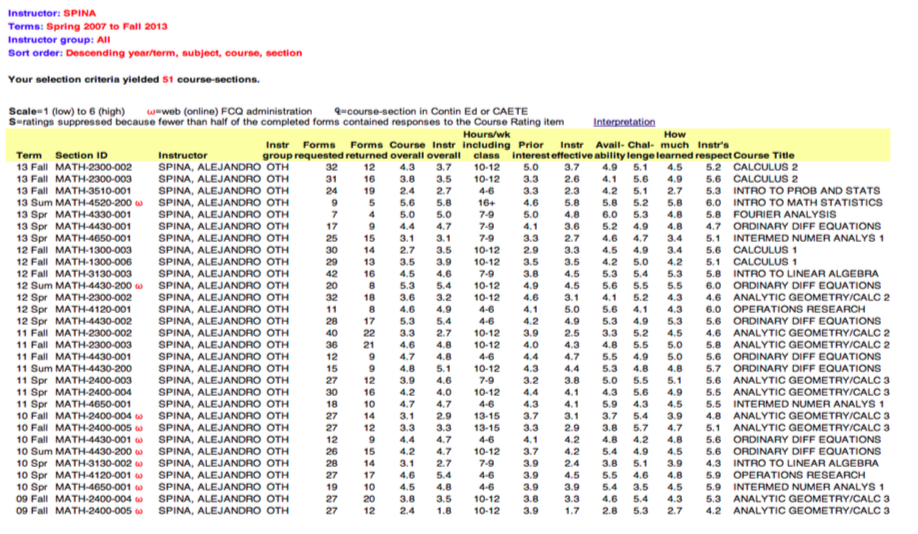 Instructor: SPINA
Terms: Spring 2007 to Fall 2013
Instructor group: All
Sort order: Descending year/term, subject, course, section
Your selection criteria yielded 51 course-sections.
Scale=1 (low) to 6 (high) ω=web (online) FCQ administration q=course-section in Contin Ed or CAETE
S=ratings suppressed because fewer than half of the completed forms contained responses to the Course Rating item Interpretation
Hours/wk How
Instr Forms Forms Course Instr including Prior Instr Avail- Chal- much Instr's
Term Section ID Instructor group requested returned overall overall class interest effective ability lenge learned respect Course Title
13 Fall MATH-2300-002 SPINA, ALEJANDRO OTH 32 12 4.3 3.7 10-12 5.0 3.7 4.9 5.1 4.5 5.2 CALCULUS 2
13 Fall MATH-2300-003 SPINA, ALEJANDRO OTH 31 16 3.8 3.5 10-12 3.3 2.6 4.1 5.6 4.9 5.6 CALCULUS 2
13 Fall MATH-3510-001 SPINA, ALEJANDRO OTH 24 19 2.4 2.7 4-6 3.3 2.3 4.2 5.1 2.7 5.3 INTRO TO PROB AND STATS
13 Sum MATH-4520-200 ω SPINA, ALEJANDRO OTH 9 5 5.6 5.8 16+ 4.6 5.8 5.8 5.2 5.8 6.0 INTRO TO MATH STATISTICS
13 Spr MATH-4330-001 SPINA, ALEJANDRO OTH 7 4 5.0 5.0 7-9 5.0 4.8 6.0 5.3 4.8 5.8 FOURIER ANALYSIS
13 Spr MATH-4430-001 SPINA, ALEJANDRO OTH 17 9 4.4 4.7 7-9 4.1 3.6 5.2 4.9 4.8 4.7 ORDINARY DIFF EQUATIONS
13 Spr MATH-4650-001 SPINA, ALEJANDRO OTH 25 15 3.1 3.1 7-9 3.3 2.7 4.6 4.7 3.4 5.1 INTERMED NUMER ANALYS 1
12 Fall MATH-1300-003 SPINA, ALEJANDRO OTH 30 14 2.7 3.5 10-12 2.9 3.3 4.5 4.9 3.4 5.6 CALCULUS 1
12 Fall MATH-1300-006 SPINA, ALEJANDRO OTH 29 13 3.5 3.9 10-12 3.5 3.5 4.2 5.0 4.2 5.1 CALCULUS 1
12 Fall MATH-3130-003 SPINA, ALEJANDRO OTH 42 16 4.5 4.6 7-9 3.8 4.5 5.3 5.4 5.3 5.8 INTRO TO LINEAR ALGEBRA
12 Sum MATH-4430-200 ω SPINA, ALEJANDRO OTH 20 8 5.3 5.4 10-12 4.9 4.5 5.6 5.5 5.5 6.0 ORDINARY DIFF EQUATIONS
12 Spr MATH-2300-002 SPINA, ALEJANDRO OTH 32 18 3.6 3.2 10-12 4.6 3.1 4.1 5.2 4.3 4.6 ANALYTIC GEOMETRY/CALC 2
12 Spr MATH-4120-001 SPINA, ALEJANDRO OTH 11 8 4.6 4.9 4-6 4.1 5.0 5.6 4.1 4.3 6.0 OPERATIONS RESEARCH
12 Spr MATH-4430-002 SPINA, ALEJANDRO OTH 28 17 5.3 5.4 4-6 4.2 4.9 5.3 4.9 5.3 5.6 ORDINARY DIFF EQUATIONS
11 Fall MATH-2300-002 SPINA, ALEJANDRO OTH 40 22 3.3 2.7 10-12 3.9 2.5 3.3 5.2 4.5 4.6 ANALYTIC GEOMETRY/CALC 2
11 Fall MATH-2300-003 SPINA, ALEJANDRO OTH 36 21 4.6 4.8 10-12 4.0 4.3 4.8 5.5 5.0 5.8 ANALYTIC GEOMETRY/CALC 2
11 Fall MATH-4430-001 SPINA, ALEJANDRO OTH 12 9 4.7 4.8 4-6 4.4 4.7 5.5 4.9 5.0 5.6 ORDINARY DIFF EQUATIONS
11 Sum MATH-4430-200 SPINA, ALEJANDRO OTH 15 9 4.8 5.1 10-12 4.3 4.4 5.3 4.8 4.8 5.7 ORDINARY DIFF EQUATIONS
11 Spr MATH-2400-003 SPINA, ALEJANDRO OTH 27 12 3.9 4.6 7-9 3.2 3.8 5.0 5.5 5.1 5.6 ANALYTIC GEOMETRY/CALC 3
11 Spr MATH-2400-004 SPINA, ALEJANDRO OTH 30 16 4.2 4.0 10-12 4.4 4.1 4.3 5.6 4.9 5.5 ANALYTIC GEOMETRY/CALC 3
11 Spr MATH-4650-001 SPINA, ALEJANDRO OTH 18 10 4.7 4.7 4-6 4.3 4.1 5.9 4.3 4.5 5.5 INTERMED NUMER ANALYS 1
10 Fall MATH-2400-004 ω SPINA, ALEJANDRO OTH 27 14 3.1 2.9 13-15 3.7 3.1 3.7 5.4 3.9 4.8 ANALYTIC GEOMETRY/CALC 3
10 Fall MATH-2400-005 ω SPINA, ALEJANDRO OTH 27 12 3.3 3.3 13-15 3.3 2.9 3.8 5.7 4.7 5.1 ANALYTIC GEOMETRY/CALC 3
10 Fall MATH-4430-001 ω SPINA, ALEJANDRO OTH 12 9 4.4 4.7 4-6 4.1 4.2 4.8 4.2 4.8 5.6 ORDINARY DIFF EQUATIONS
10 Sum MATH-4430-200 ω SPINA, ALEJANDRO OTH 26 15 4.2 4.7 10-12 3.7 4.2 5.4 4.9 4.5 5.6 ORDINARY DIFF EQUATIONS
10 Spr MATH-3130-002 ω SPINA, ALEJANDRO OTH 28 14 3.1 2.7 7-9 3.9 2.4 3.8 5.1 3.9 4.3 INTRO TO LINEAR ALGEBRA
10 Spr MATH-4120-001 ω SPINA, ALEJANDRO OTH 27 17 4.6 5.4 4-6 3.9 4.5 5.5 4.6 4.8 5.9 OPERATIONS RESEARCH
10 Spr MATH-4650-001 ω SPINA, ALEJANDRO OTH 19 10 4.5 4.8 4-6 3.9 3.9 5.4 3.5 4.5 5.9 INTERMED NUMER ANALYS 1
09 Fall MATH-2400-004 ω SPINA, ALEJANDRO OTH 27 20 3.8 3.5 10-12 3.8 3.3 4.6 5.4 4.3 5.3 ANALYTIC GEOMETRY/CALC 3
09 Fall MATH-2400-005 ω SPINA, ALEJANDRO OTH 27 12 2.4 1.8 10-12 3.9 1.7 2.8 5.3 2.7 4.2 ANALYTIC GEOMETRY/CALC 3